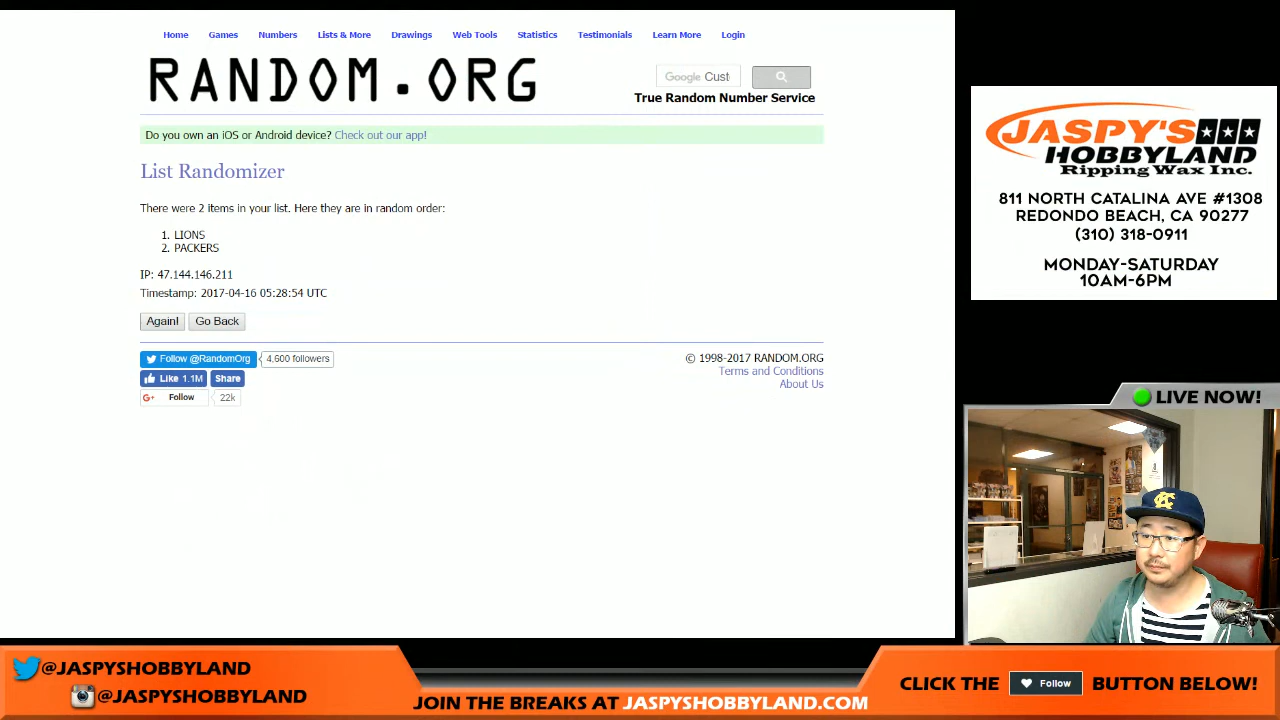 Home Games Numbers Lists & More Drawings Web Tools Statistics Testimonials Learn More Login
RANDOM.ORG
Google Cust
True Random Number Service
Do you own an iOS or Android device? Check out our app!
List Randomizer
There were 2 items in your list. Here they are in random order:
1. LIONS
2. PACKERS
IP: 47.144.146.211
Timestamp: 2017-04-16 05:28:54 UTC
Again! Go Back
Follow @RandomOrg 4,600 followers
Like 1.1M Share
G+ Follow 22k
© 1998-2017 RANDOM.ORG
Terms and Conditions
About Us
JASPY'S
HOBBYLAND
Ripping Wax Inc.
811 NORTH CATALINA AVE #1308
REDONDO BEACH, CA 90277
(310) 318-0911
MONDAY-SATURDAY
10AM-6PM
LIVE NOW!
@JASPYSHOBBYLAND
@JASPYSHOBBYLAND
JOIN THE BREAKS AT JASPYSHOBBYLAND.COM
CLICK THE Follow BUTTON BELOW!